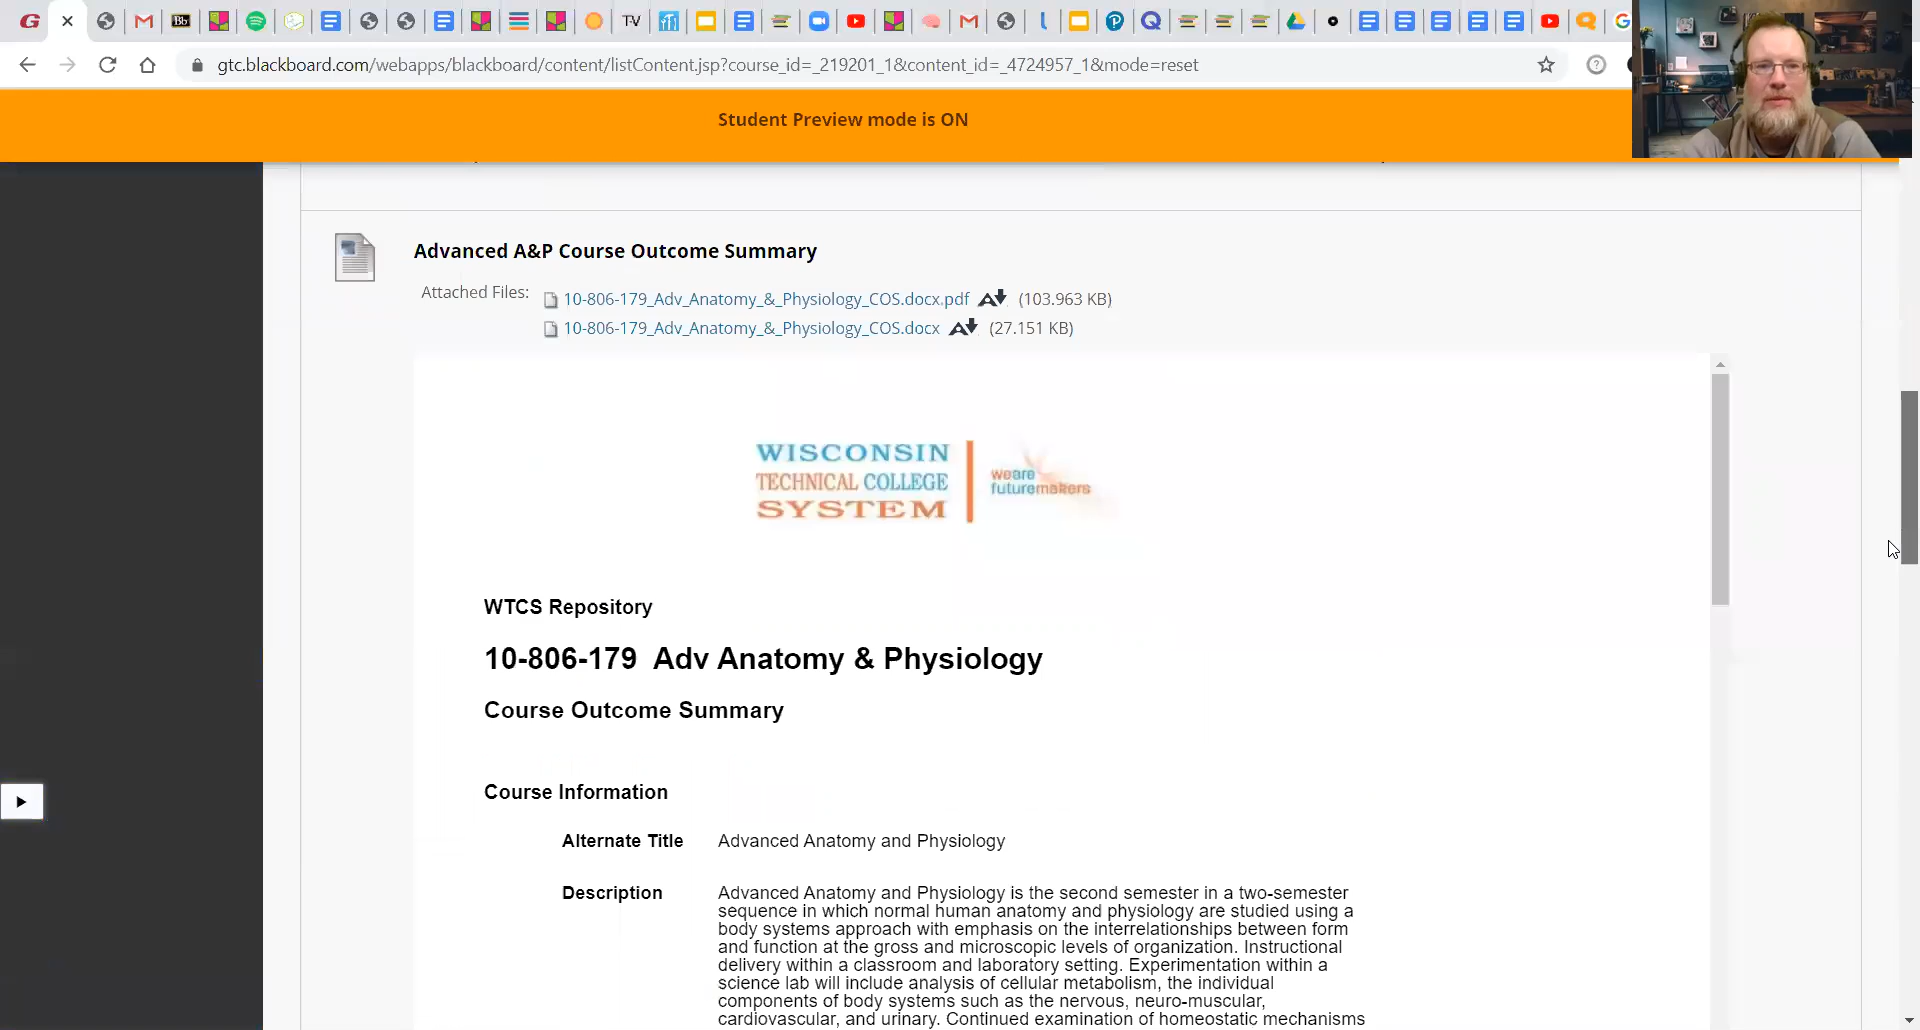 gtc.blackboard.com/webapps/blackboard/content/listContent.jsp?course_id=_219201_1&content_id=_4724957_1&mode=reset
Student Preview mode is ON
Advanced A&P Course Outcome Summary
Attached Files: 10-806-179_Adv_Anatomy_&_Physiology_COS.docx.pdf (103.963 KB)
10-806-179_Adv_Anatomy_&_Physiology_COS.docx (27.151 KB)
WISCONSIN
TECHNICAL COLLEGE
SYSTEM
weare
futuremakers
WTCS Repository
10-806-179 Adv Anatomy & Physiology
Course Outcome Summary
Course Information
Alternate Title Advanced Anatomy and Physiology
Description Advanced Anatomy and Physiology is the second semester in a two-semester
sequence in which normal human anatomy and physiology are studied using a
body systems approach with emphasis on the interrelationships between form
and function at the gross and microscopic levels of organization. Instructional
delivery within a classroom and laboratory setting. Experimentation within a
science lab will include analysis of cellular metabolism, the individual
components of body systems such as the nervous, neuro-muscular,
cardiovascular, and urinary. Continued examination of homeostatic mechanisms